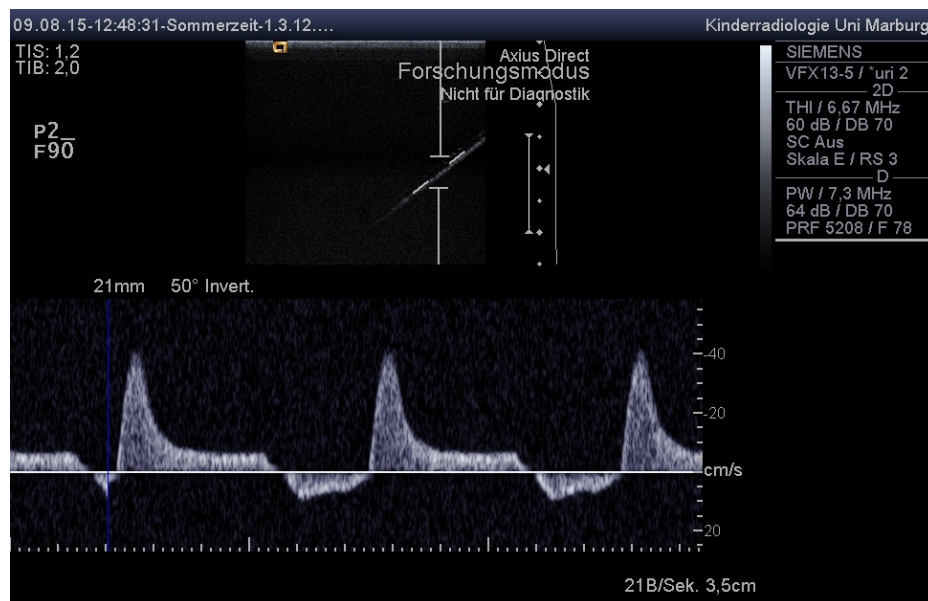 09.08.15-12:48:31-Sommerzeit-1.3.12....
Kinderradiologie Uni Marburg
TIS: 1,2
TIB: 2,0
P2_
F90
Axius Direct
Forschungsmodus
Nicht für Diagnostik
SIEMENS
VFX13-5 / *uri 2
2D
THI / 6,67 MHz
60 dB / DB 70
SC Aus
Skala E / RS 3
D
PW / 7,3 MHz
64 dB / DB 70
PRF 5208 / F 78
21mm 50° Invert.
-40
-20
cm/s
20
21B/Sek. 3,5cm